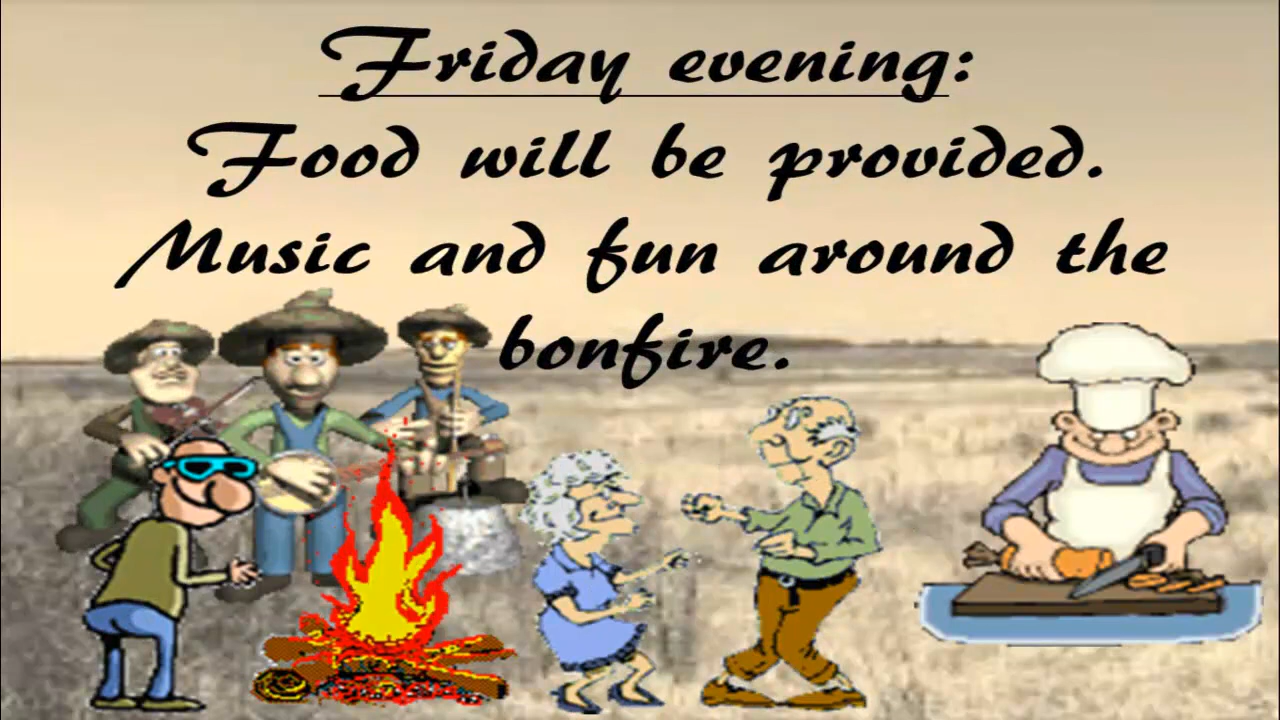 Friday evening:
Food will be provided.
Music and fun around the
bonfire.